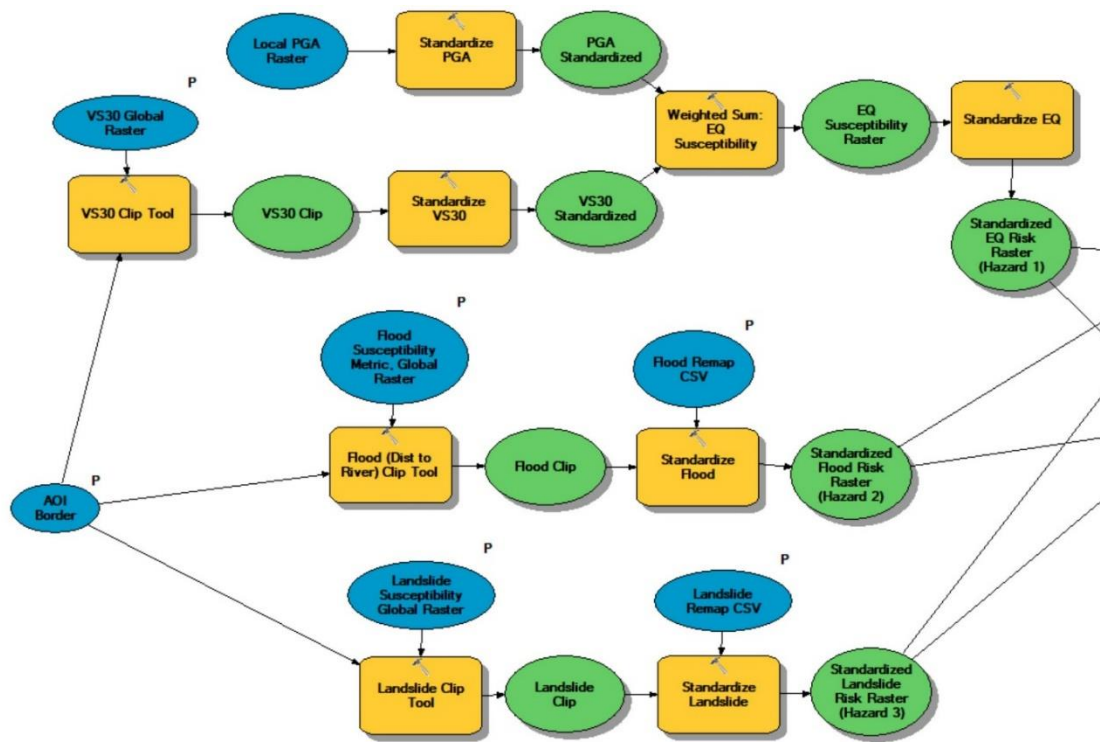 Local PGA
Raster
Standardize
PGA
PGA
Standardized
P
VS30 Global
Raster
Weighted Sum:
EQ
Susceptibility
EQ
Susceptibility
Raster
Standardize EQ
VS30 Clip Tool
VS30 Clip
Standardize
VS30
VS30
Standardized
Standardized
EQ Risk
Raster
(Hazard 1)
P
Flood
Susceptibility
Metric, Global
Raster
P
Flood Remap
CSV
Flood (Dist to
River) Clip Tool
Flood Clip
Standardize
Flood
Standardized
Flood Risk
Raster
(Hazard 2)
P
AOI
Border
P
Landslide
Susceptibility
Global Raster
P
Landslide
Remap CSV
Landslide Clip
Tool
Landslide
Clip
Standardize
Landslide
Standardized
Landslide
Risk Raster
(Hazard 3)